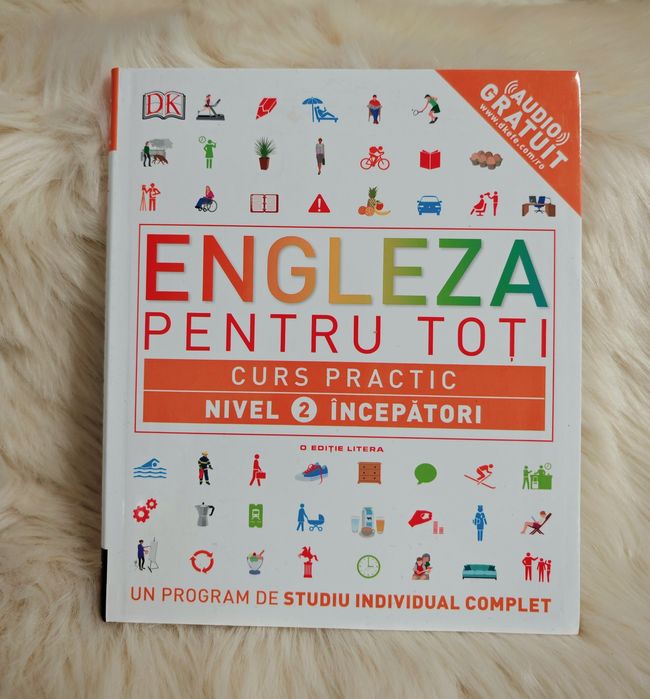 DK
AUDIO
GRATUIT
www.dkefe.com/ro
ENGLEZA
PENTRU TOȚI
CURS PRACTIC
NIVEL 2 ÎNCEPĂTORI
O EDIȚIE LITERA
UN PROGRAM DE STUDIU INDIVIDUAL COMPLET